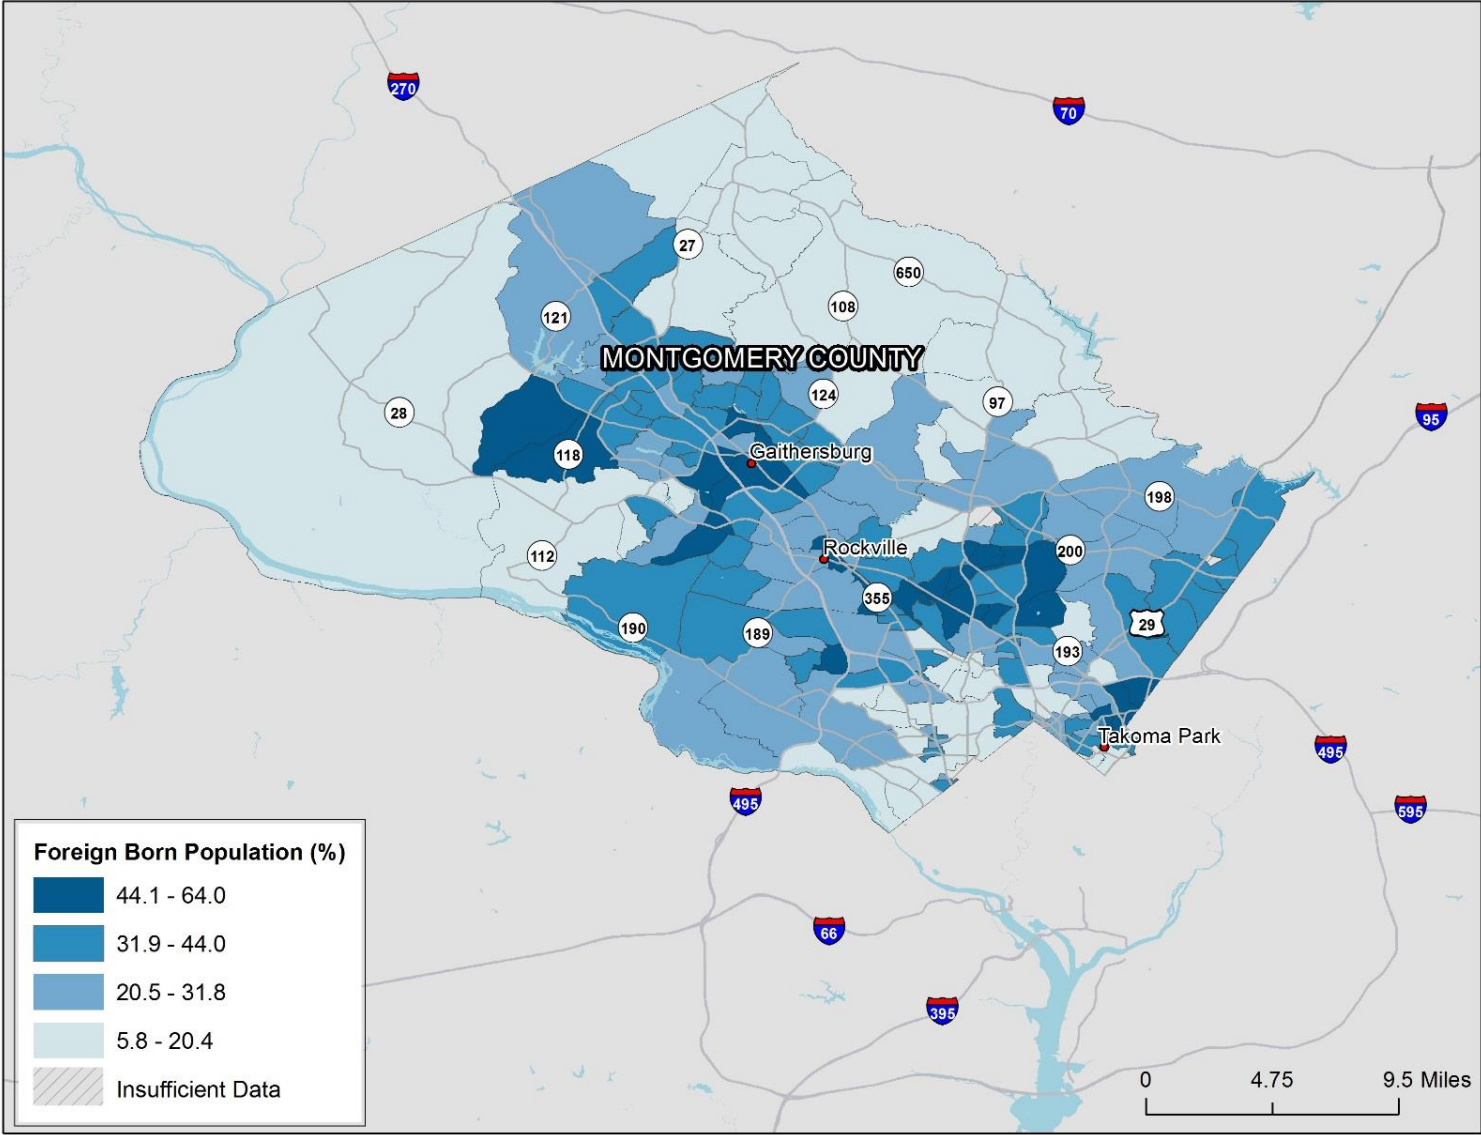 270
70
27
650
108
121
MONTGOMERY COUNTY
124
97
28
95
118
Gaithersburg
198
112
Rockville
200
355
190
189
29
193
Takoma Park
495
495
595
Foreign Born Population (%)
44.1 - 64.0
31.9 - 44.0
20.5 - 31.8
5.8 - 20.4
Insufficient Data
66
395
0 4.75 9.5 Miles